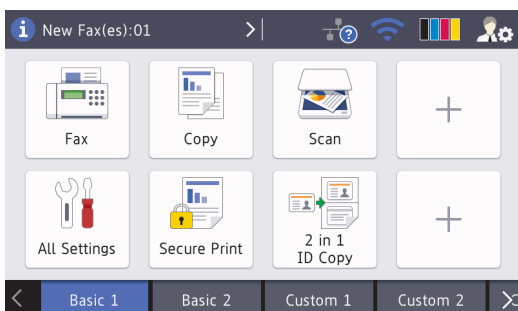 New Fax(es):01
Fax
Copy
Scan
All Settings
Secure Print
2 in 1
ID Copy
Basic 1
Basic 2
Custom 1
Custom 2